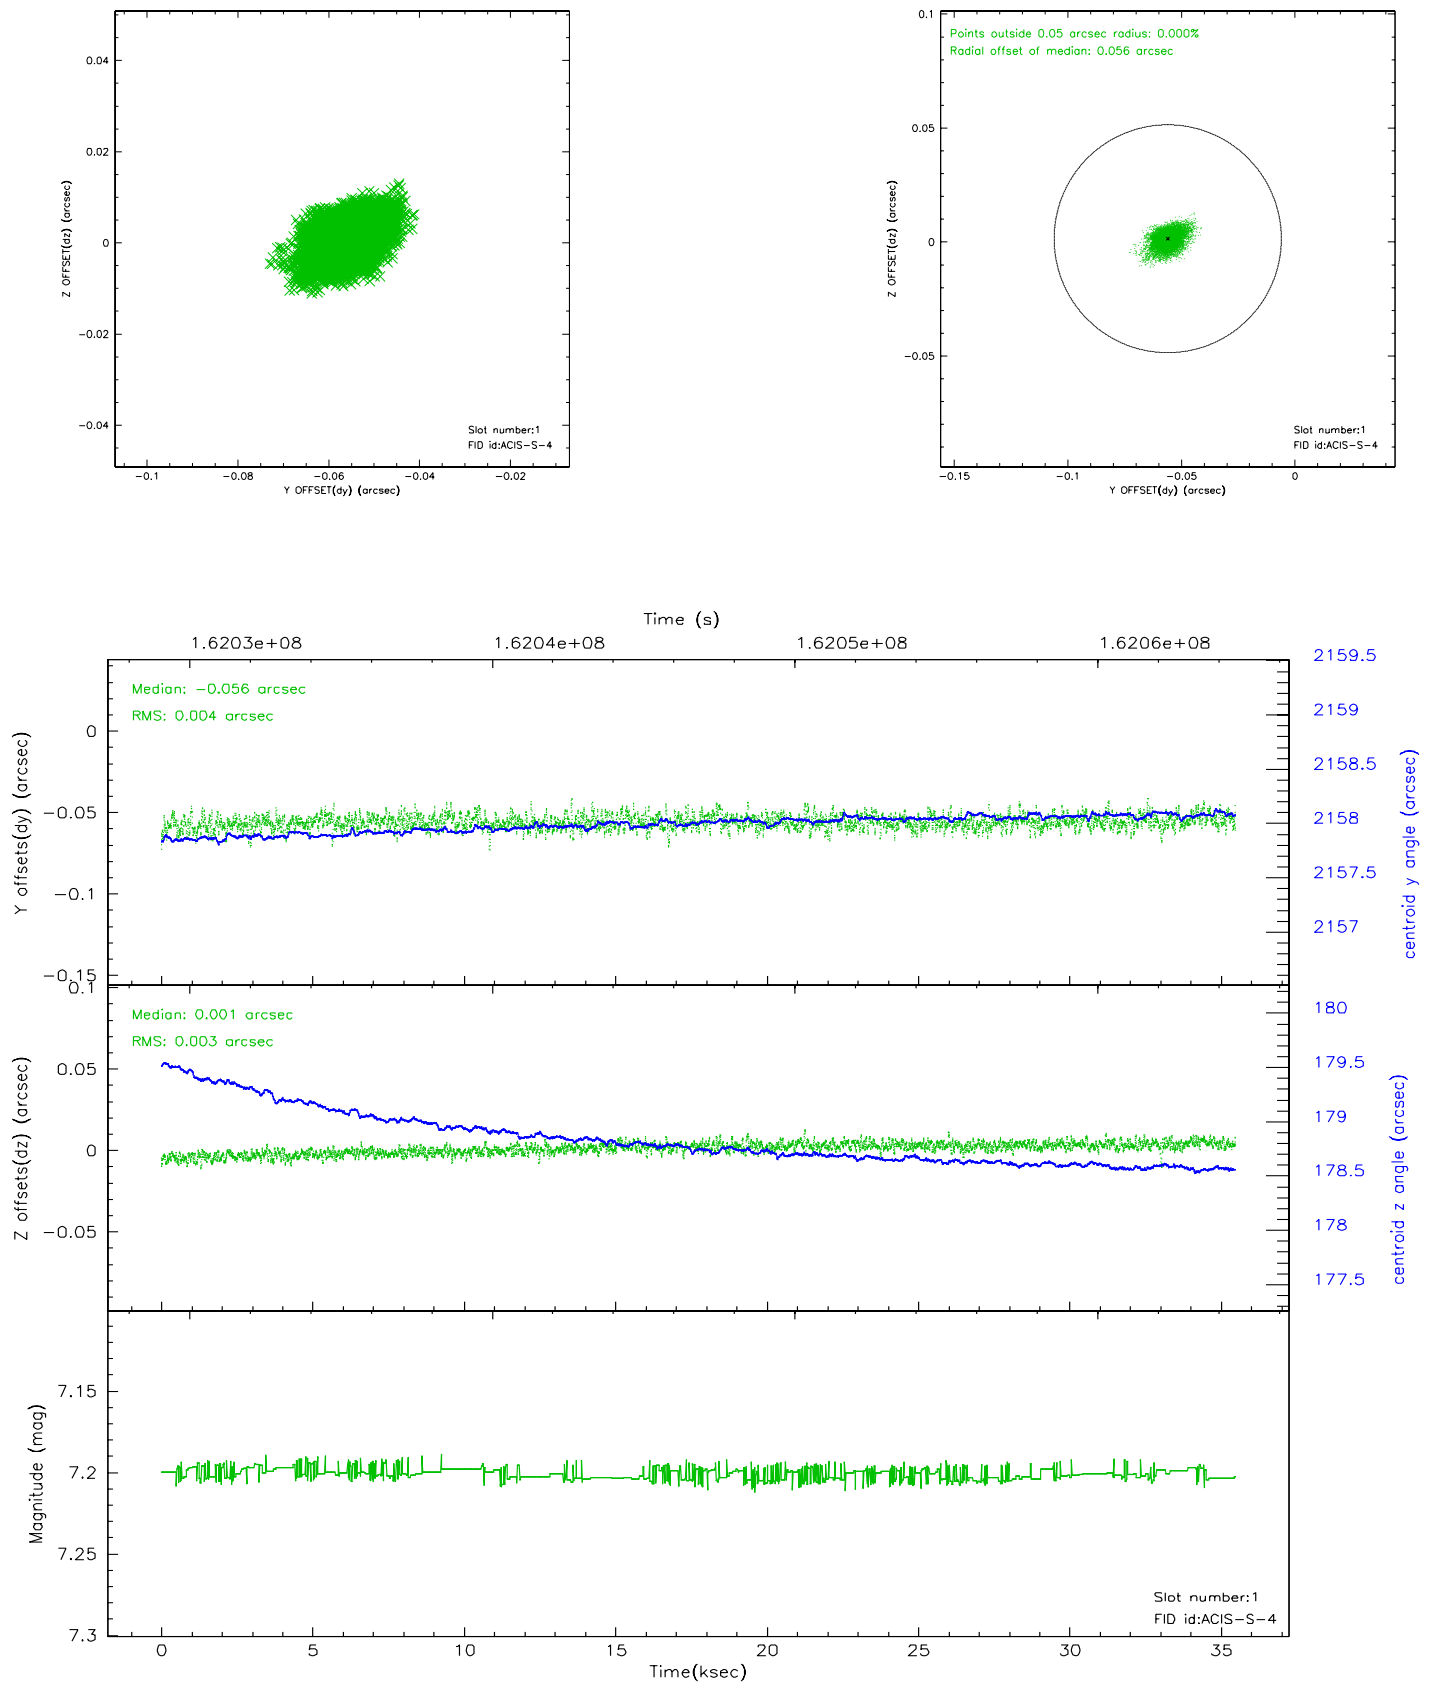 0.04
0.02
0
-0.02
-0.04
Z OFFSET(dz) (arcsec)
Slot number:1
FID id:ACIS-S-4
-0.1
-0.08
-0.06
-0.04
-0.02
Y OFFSET(dy) (arcsec)
0.1
0.05
0
-0.05
Z OFFSET(dz) (arcsec)
Points outside 0.05 arcsec radius: 0.000%
Radial offset of median: 0.056 arcsec
Slot number:1
FID id:ACIS-S-4
-0.15
-0.1
-0.05
0
Y OFFSET(dy) (arcsec)
Time (s)
1.6203e+08
1.6204e+08
1.6205e+08
1.6206e+08
Median: -0.056 arcsec
RMS: 0.004 arcsec
0
-0.05
-0.1
-0.15
Y offsets(dy) (arcsec)
2159.5
2159
2158.5
2158
2157.5
2157
centroid y angle (arcsec)
Median: 0.001 arcsec
RMS: 0.003 arcsec
0.1
0.05
0
-0.05
Z offsets(dz) (arcsec)
180
179.5
179
178.5
178
177.5
centroid z angle (arcsec)
7.15
7.2
7.25
7.3
Magnitude (mag)
Slot number:1
FID id:ACIS-S-4
0
5
10
15
20
25
30
35
Time(ksec)